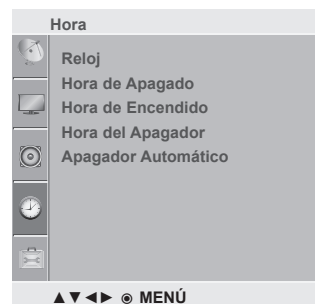 Hora
Reloj
Hora de Apagado
Hora de Encendido
Hora del Apagador
Apagador Automático
▲▼◄► ◉ MENÚ